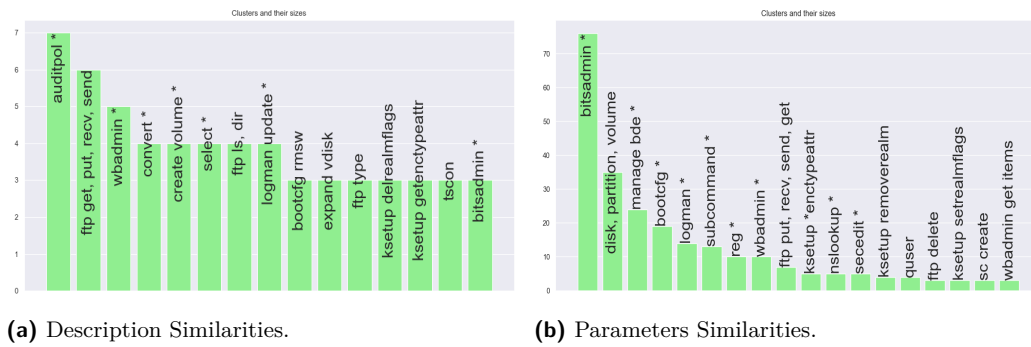 Clusters and their sizes
7
6
5
4
3
2
1
0
auditpol *
ftp get, put, recv, send
wbadmin *
convert *
create volume *
select *
ftp ls, dir
logman update *
bootcfg rmsw
expand vdisk
ftp type
ksetup delrealmflags
ksetup getenctypeattr
tscon
bitsadmin *
(a) Description Similarities.
Clusters and their sizes
70
60
50
40
30
20
10
0
bitsadmin *
disk, partition, volume
manage bde *
bootcfg *
logman *
subcommand *
reg *
wbadmin *
ftp put, recv, send, get
ksetup *enctypeattr
nslookup *
secedit *
ksetup removerealm
quser
ftp delete
ksetup setrealmflags
sc create
wbadmin get items
(b) Parameters Similarities.